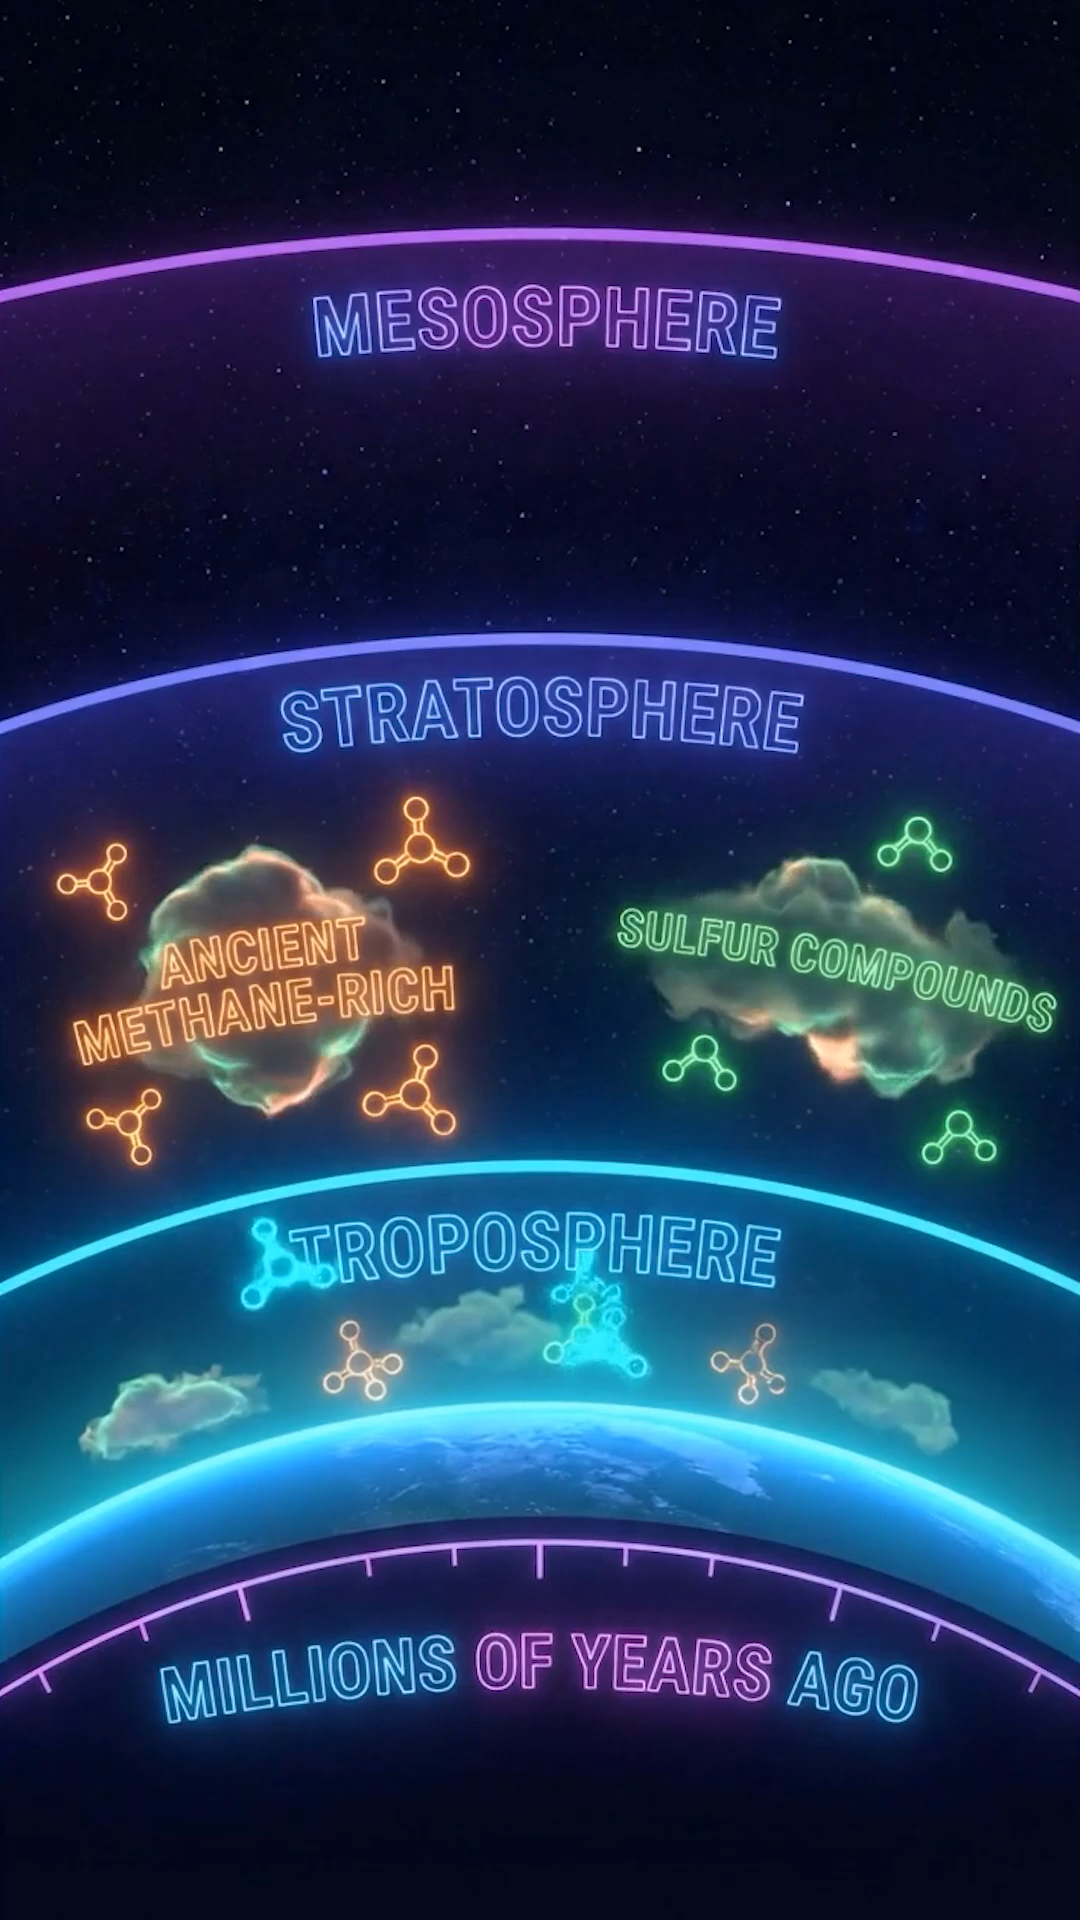 MESOSPHERE
STRATOSPHERE
ANCIENT
METHANE-RICH
SULFUR COMPOUNDS
TROPOSPHERE
MILLIONS OF YEARS AGO